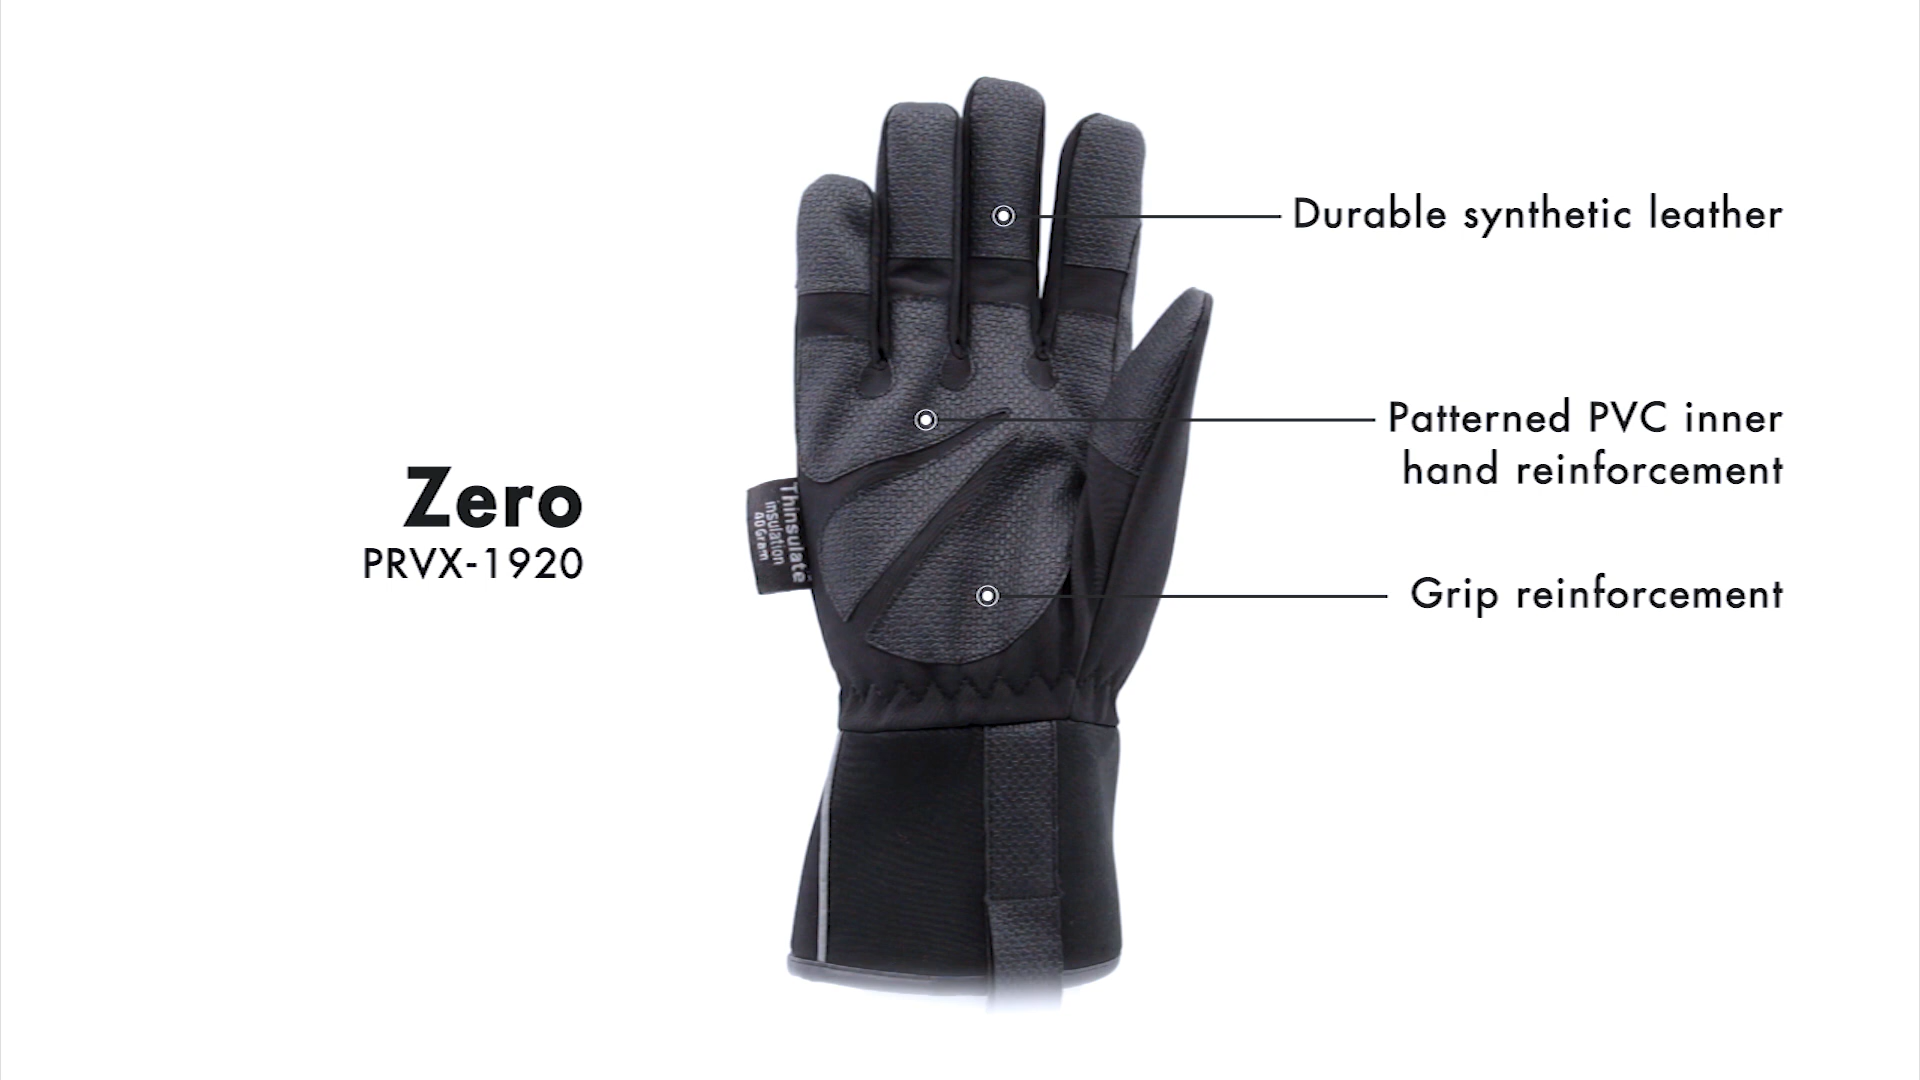 Zero
PRVX-1920
Thinsulate
insulation
40 Gram
Durable synthetic leather
Patterned PVC inner
hand reinforcement
Grip reinforcement